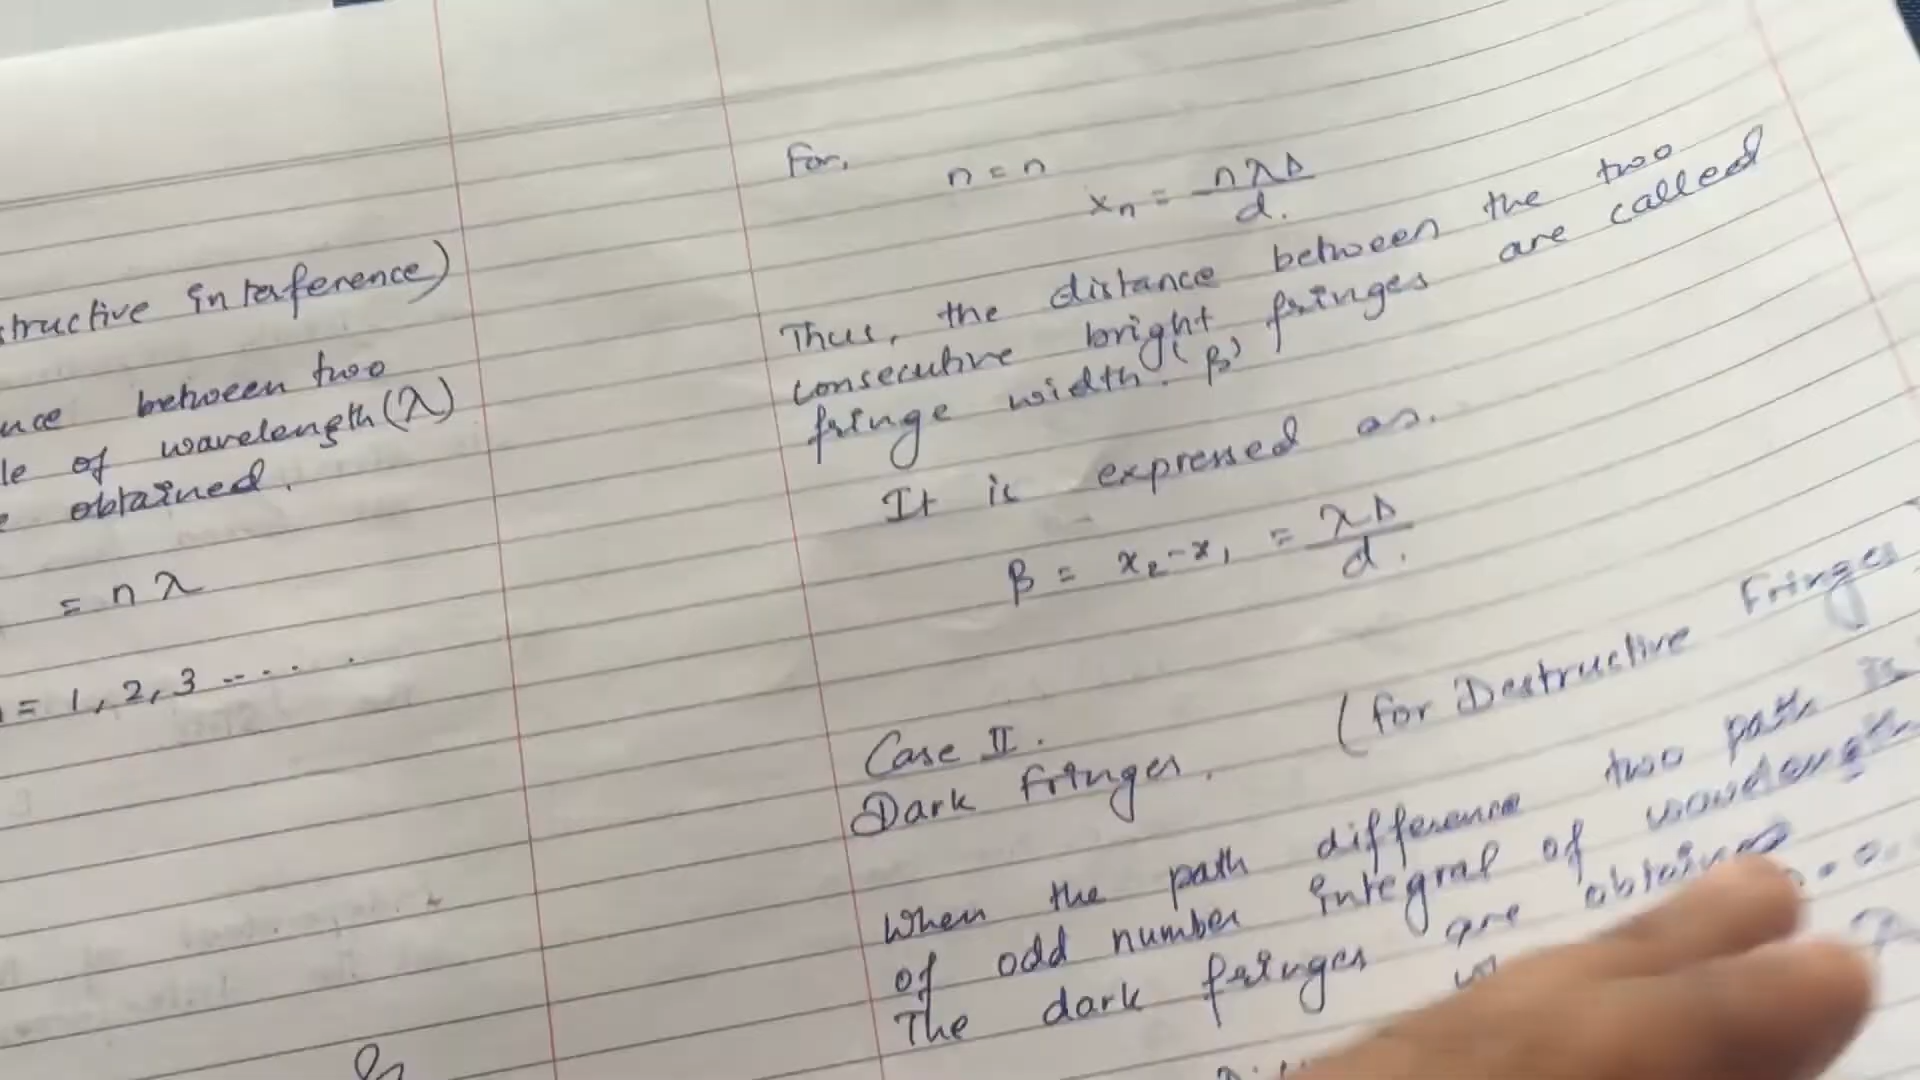 structive interference)
nce between two
le of wavelength (λ)
obtained.
= nλ
= 1, 2, 3 ....
For, n = n
xn = nλD/d.
Thus, the distance between the two
consecutive bright fringes are called
fringe width. (β)
It is expressed as.
β = x2 - x1 = λD/d.
Case II.
Dark Fringes. (for Destructive Fringes
When the path difference two path is
of odd number integral of wavelength
The dark fringes are